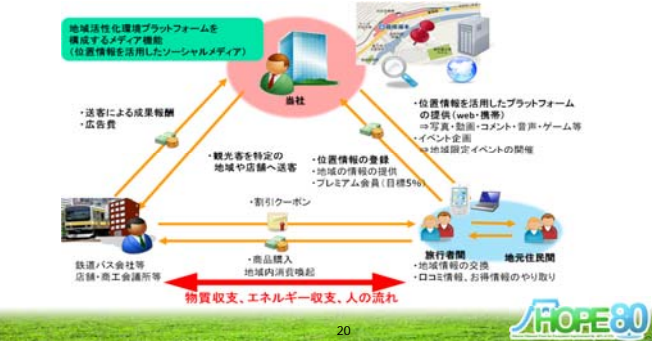 地域活性化環境プラットフォームを
構成するメディア機能
(位置情報を活用したソーシャルメディア)
当社
・送客による成果報酬
・広告費
・位置情報を活用したプラットフォーム
の提供(web・携帯)
⇒写真・動画・コメント・音声・ゲーム等
・イベント企画
⇒地域限定イベントの開催
・観光客を特定の
地域や店舗へ送客
・位置情報の登録
・地域の情報の提供
・プレミアム会員(目標5%)
・割引クーポン
・商品購入
地域内消費喚起
鉄道バス会社等
店舗・商工会議所等
旅行者間
地元住民間
・地域情報の交換
・口コミ情報、お得情報のやり取り
物質収支、エネルギー収支、人の流れ
20
HOPE80